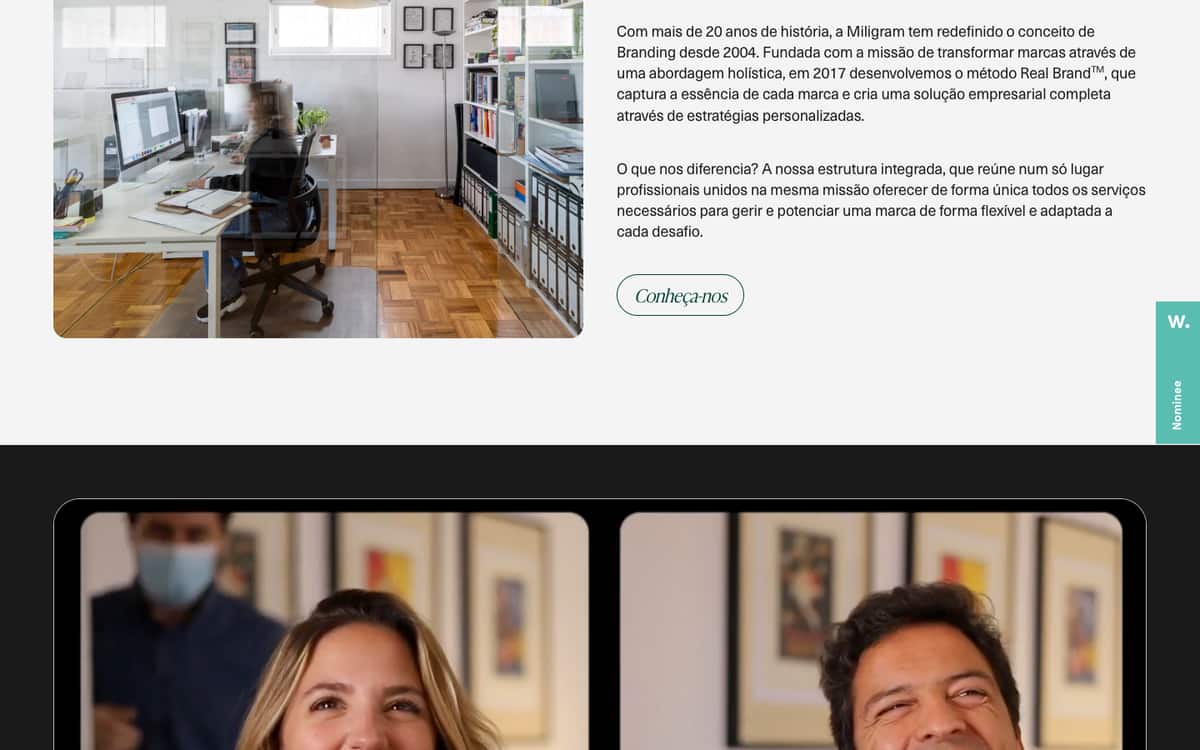 Com mais de 20 anos de história, a Miligram tem redefinido o conceito de
Branding desde 2004. Fundada com a missão de transformar marcas através de
uma abordagem holística, em 2017 desenvolvemos o método Real Brand™, que
captura a essência de cada marca e cria uma solução empresarial completa
através de estratégias personalizadas.
O que nos diferencia? A nossa estrutura integrada, que reúne num só lugar
profissionais unidos na mesma missão oferecer de forma única todos os serviços
necessários para gerir e potenciar uma marca de forma flexível e adaptada a
cada desafio.
Conheça-nos
W.
Nominee